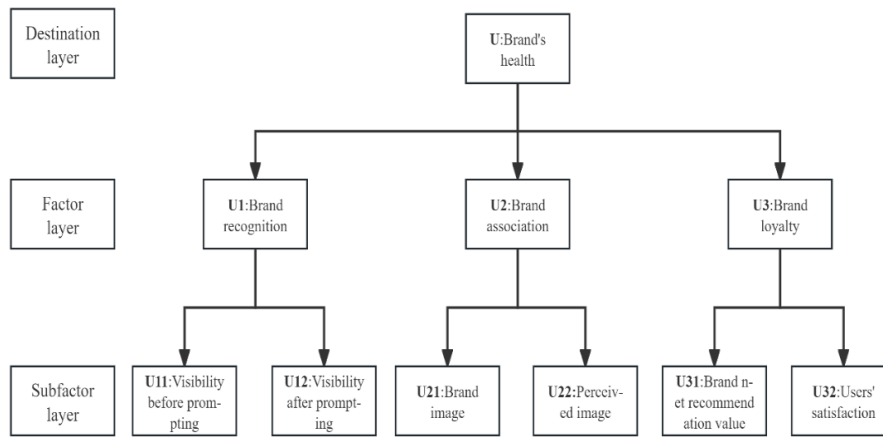 Destination
layer
U:Brand's
health
Factor
layer
U1:Brand
recognition
U2:Brand
association
U3:Brand
loyalty
Subfactor
layer
U11:Visibility
before prom-
pting
U12:Visibility
after prompt-
ing
U21:Brand
image
U22:Perceiv-
ed image
U31:Brand n-
et recommend
ation value
U32:Users'
satisfaction